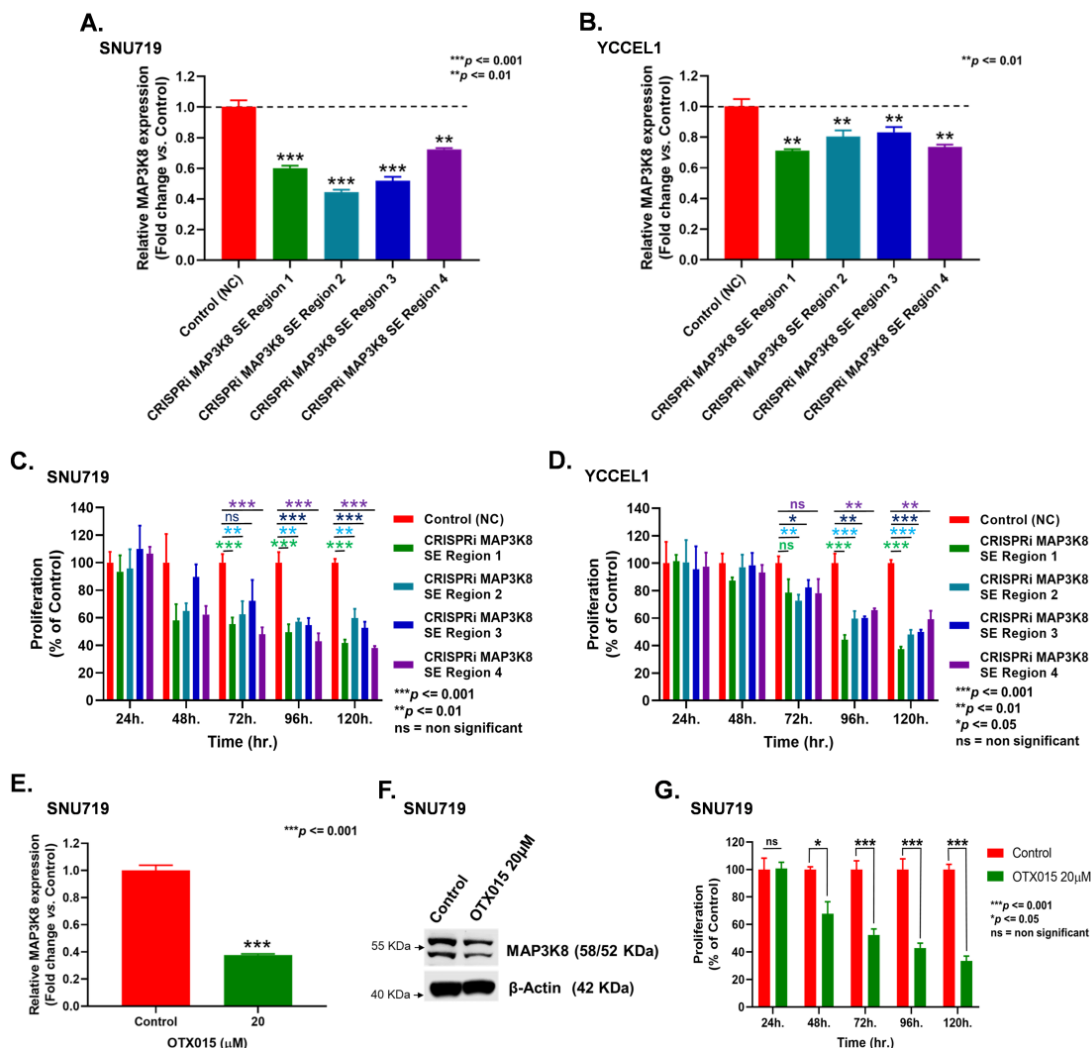 A.
SNU719
***p <= 0.001
**p <= 0.01
Relative MAP3K8 expression
(Fold change vs. Control)
1.2
1.0
0.8
0.6
0.4
0.2
0.0
***
***
***
**
Control (NC)
CRISPRi MAP3K8 SE Region 1
CRISPRi MAP3K8 SE Region 2
CRISPRi MAP3K8 SE Region 3
CRISPRi MAP3K8 SE Region 4
B.
YCCEL1
**p <= 0.01
Relative MAP3K8 expression
(Fold change vs. Control)
1.2
1.0
0.8
0.6
0.4
0.2
0.0
**
**
**
**
Control (NC)
CRISPRi MAP3K8 SE Region 1
CRISPRi MAP3K8 SE Region 2
CRISPRi MAP3K8 SE Region 3
CRISPRi MAP3K8 SE Region 4
C.
SNU719
Proliferation
(% of Control)
140
120
100
80
60
40
20
0
*** *** ***
ns *** ***
** ** **
*** *** ***
24h. 48h. 72h. 96h. 120h.
Time (hr.)
Control (NC)
CRISPRi MAP3K8
SE Region 1
CRISPRi MAP3K8
SE Region 2
CRISPRi MAP3K8
SE Region 3
CRISPRi MAP3K8
SE Region 4
***p <= 0.001
**p <= 0.01
ns = non significant
D.
YCCEL1
Proliferation
(% of Control)
140
120
100
80
60
40
20
0
ns ** **
* ** ***
** *** ***
ns *** ***
24h. 48h. 72h. 96h. 120h.
Time (hr.)
Control (NC)
CRISPRi MAP3K8
SE Region 1
CRISPRi MAP3K8
SE Region 2
CRISPRi MAP3K8
SE Region 3
CRISPRi MAP3K8
SE Region 4
***p <= 0.001
**p <= 0.01
*p <= 0.05
ns = non significant
E.
SNU719
***p <= 0.001
Relative MAP3K8 expression
(Fold change vs. Control)
1.4
1.2
1.0
0.8
0.6
0.4
0.2
0.0
***
Control 20
OTX015 (μM)
F.
SNU719
Control
OTX015 20μM
55 KDa
MAP3K8 (58/52 KDa)
40 KDa
β-Actin (42 KDa)
G.
SNU719
Proliferation
(% of Control)
120
100
80
60
40
20
0
ns * *** *** ***
24h. 48h. 72h. 96h. 120h.
Time (hr.)
Control
OTX015 20μM
***p <= 0.001
*p <= 0.05
ns = non significant